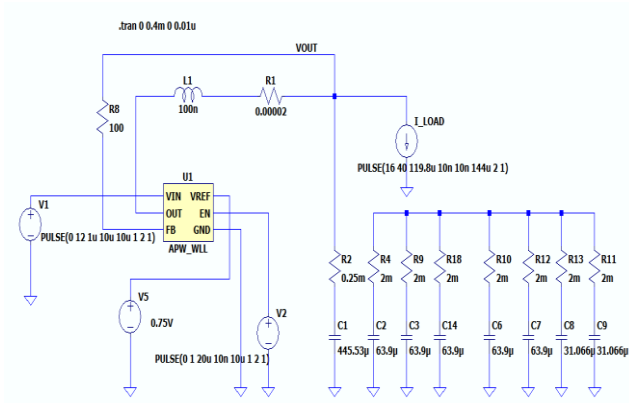 .tran 0 0.4m 0 0.01u
VOUT
L1
R1
100n
0.00002
R8
100
I_LOAD
PULSE(16 40 119.8u 10n 10n 144u 2 1)
U1
VIN VREF
OUT EN
FB GND
APW_WLL
V1
PULSE(0 12 1u 10u 10u 1 2 1)
V5
0.75V
V2
PULSE(0 1 20u 10n 10u 1 2 1)
R2 R4 R9 R18 R10 R12 R13 R11
0.25m 2m 2m 2m 2m 2m 2m 2m
C1 C2 C3 C14 C6 C7 C8 C9
445.53µ 63.9µ 63.9µ 63.9µ 63.9µ 63.9µ 31.066µ 31.066µ